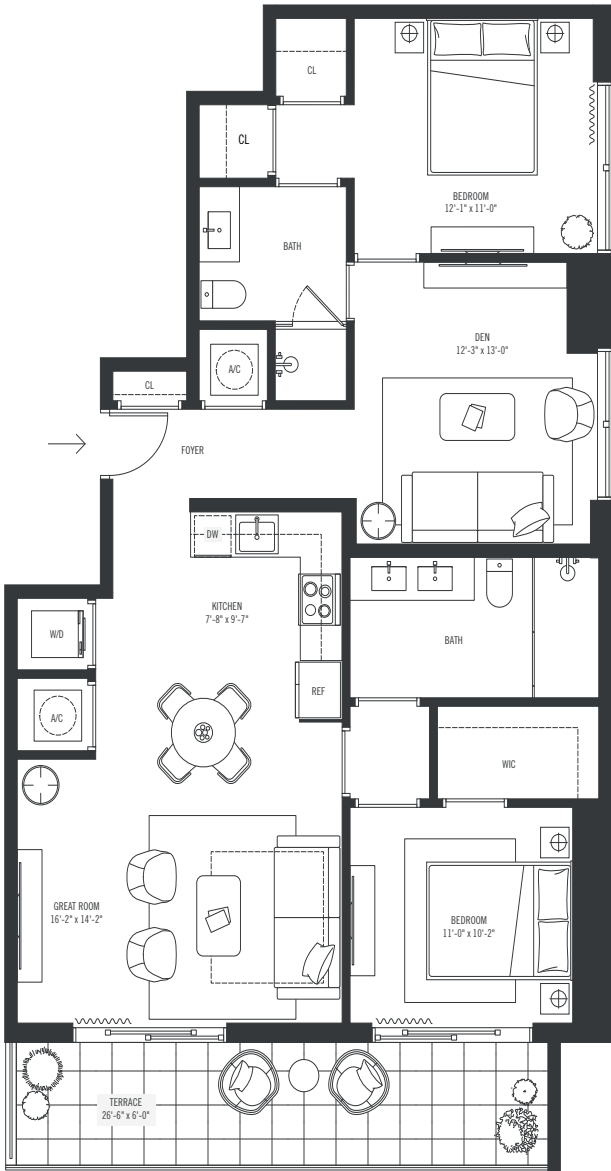 CL
CL
BEDROOM
12'-1" x 11'-0"
BATH
DEN
12'-3" x 13'-0"
A/C
CL
FOYER
DW
KITCHEN
7'-8" x 9'-7"
W/D
BATH
REF
A/C
WIC
GREAT ROOM
16'-2" x 14'-2"
BEDROOM
11'-0" x 10'-2"
TERRACE
26'-6" x 6'-0"